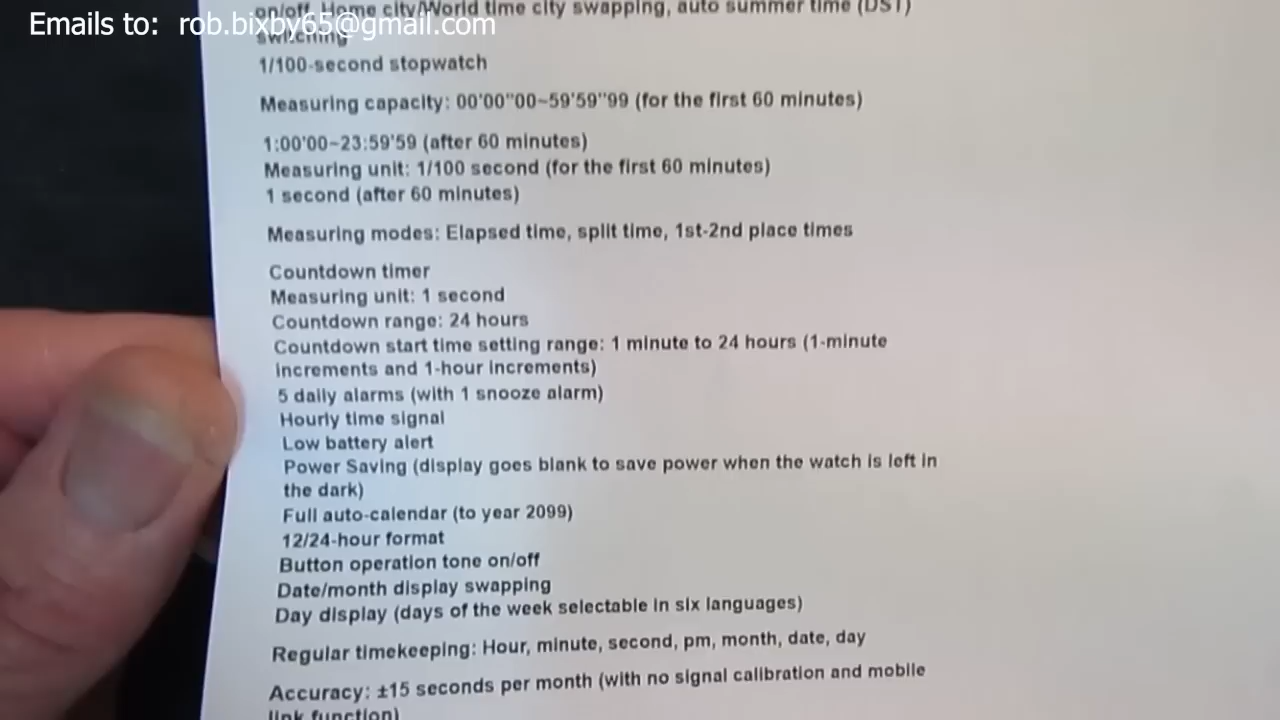 Emails to: rob.bixby65@gmail.com
on/off, Home city/World time city swapping, auto summer time (DST)
switching
1/100-second stopwatch
Measuring capacity: 00'00"00~59'59"99 (for the first 60 minutes)
1:00'00~23:59'59 (after 60 minutes)
Measuring unit: 1/100 second (for the first 60 minutes)
1 second (after 60 minutes)
Measuring modes: Elapsed time, split time, 1st-2nd place times
Countdown timer
Measuring unit: 1 second
Countdown range: 24 hours
Countdown start time setting range: 1 minute to 24 hours (1-minute
increments and 1-hour increments)
5 daily alarms (with 1 snooze alarm)
Hourly time signal
Low battery alert
Power Saving (display goes blank to save power when the watch is left in
the dark)
Full auto-calendar (to year 2099)
12/24-hour format
Button operation tone on/off
Date/month display swapping
Day display (days of the week selectable in six languages)
Regular timekeeping: Hour, minute, second, pm, month, date, day
Accuracy: ±15 seconds per month (with no signal calibration and mobile
link function)